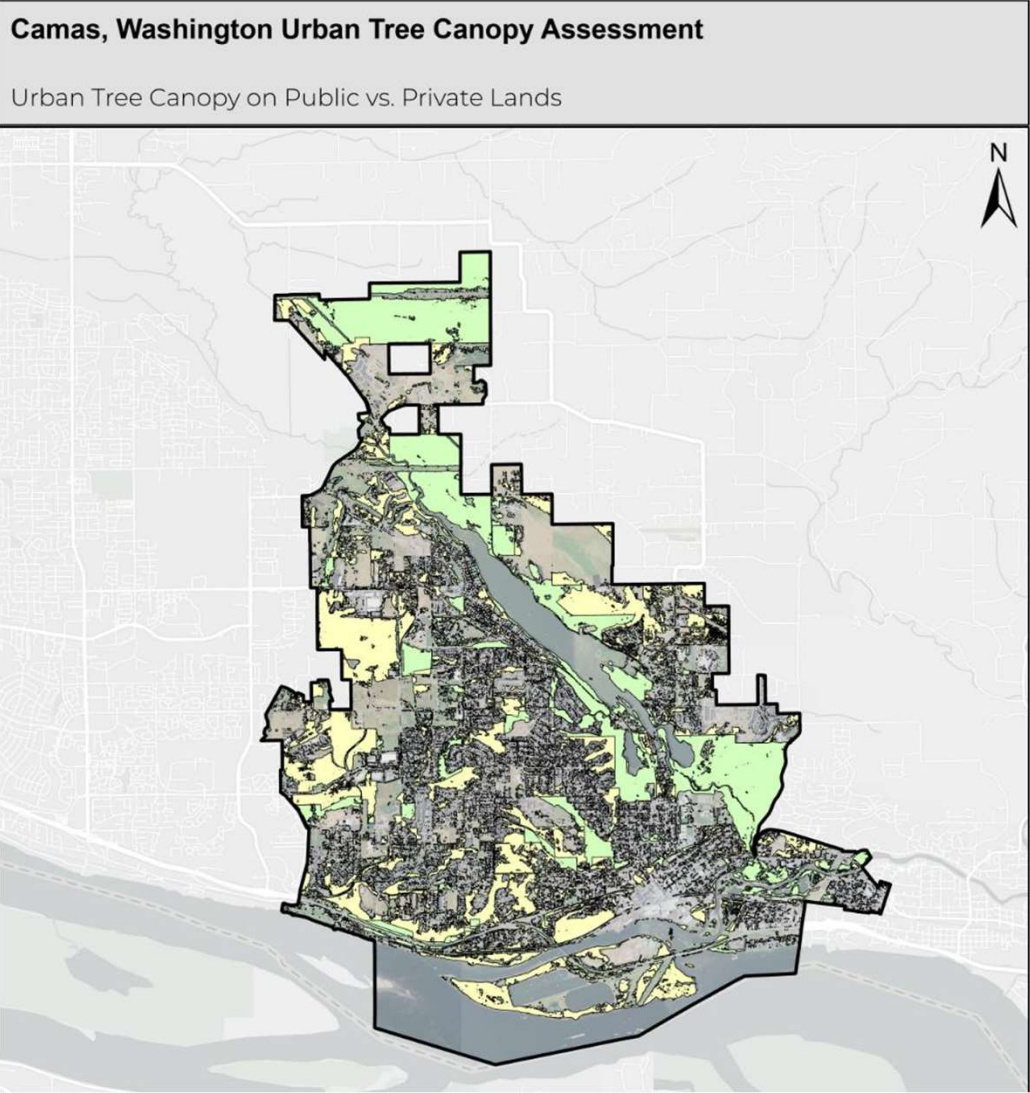 Camas, Washington Urban Tree Canopy Assessment
Urban Tree Canopy on Public vs. Private Lands
N